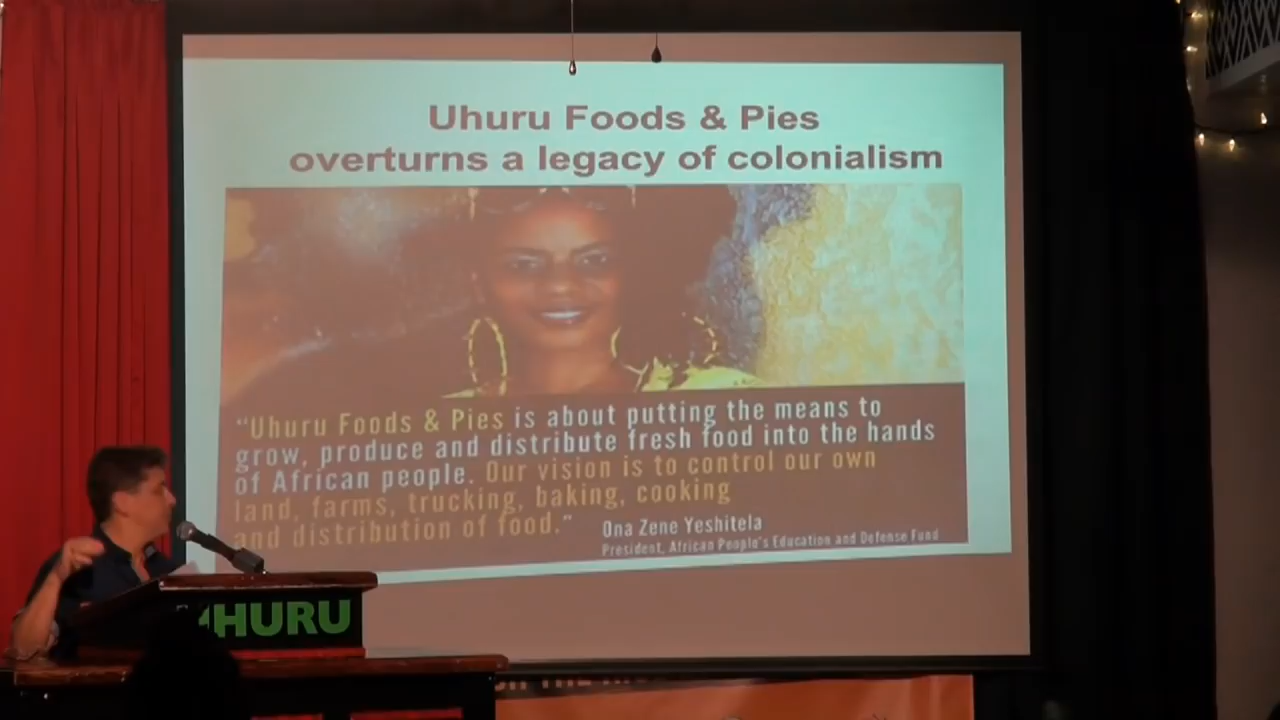 Uhuru Foods & Pies
overturns a legacy of colonialism
“Uhuru Foods & Pies is about putting the means to
grow, produce and distribute fresh food into the hands
of African people. Our vision is to control our own
land, farms, trucking, baking, cooking
and distribution of food.”
Ona Zene Yeshitela
President, African People's Education and Defense Fund
UHURU